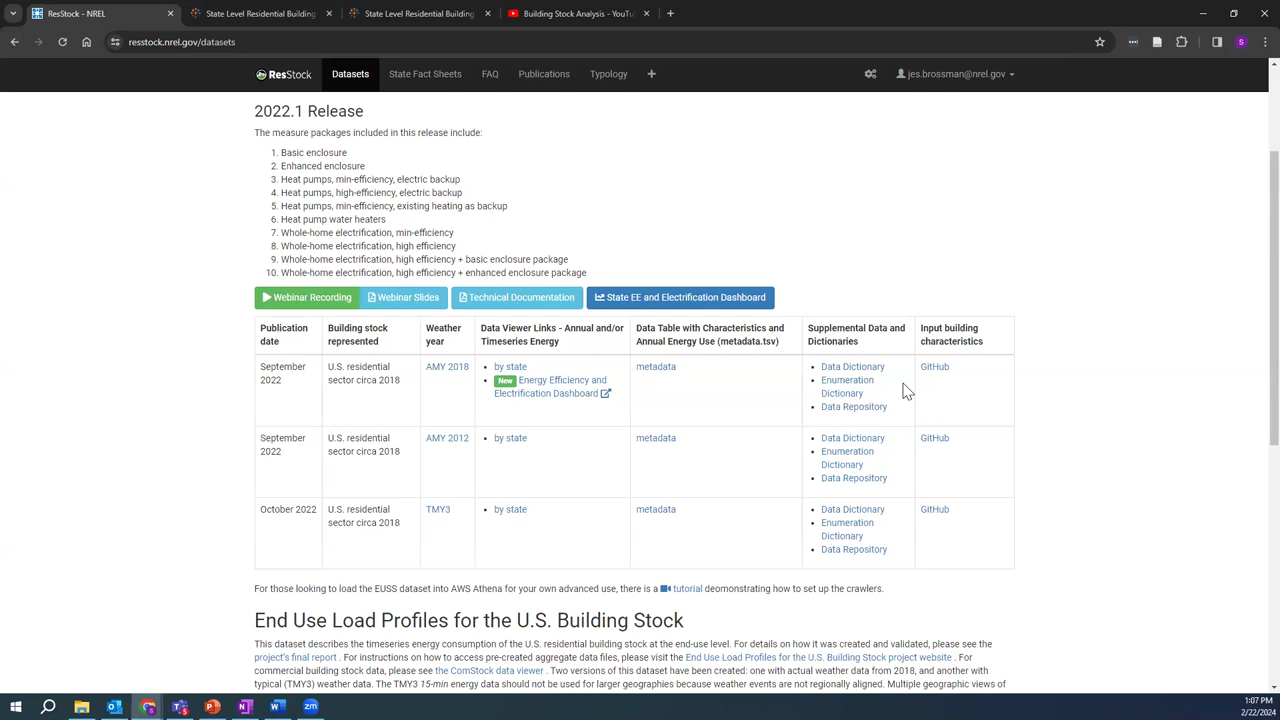 ResStock - NREL
State Level Residential Building
State Level Residential Building
Building Stock Analysis - YouTu
resstock.nrel.gov/datasets
S
ResStock
Datasets
State Fact Sheets
FAQ
Publications
Typology
jes.brossman@nrel.gov
2022.1 Release
The measure packages included in this release include:
1. Basic enclosure
2. Enhanced enclosure
3. Heat pumps, min-efficiency, electric backup
4. Heat pumps, high-efficiency, electric backup
5. Heat pumps, min-efficiency, existing heating as backup
6. Heat pump water heaters
7. Whole-home electrification, min-efficiency
8. Whole-home electrification, high efficiency
9. Whole-home electrification, high efficiency + basic enclosure package
10. Whole-home electrification, high efficiency + enhanced enclosure package
Webinar Recording
Webinar Slides
Technical Documentation
State EE and Electrification Dashboard
Publication date
Building stock represented
Weather year
Data Viewer Links - Annual and/or Timeseries Energy
Data Table with Characteristics and Annual Energy Use (metadata.tsv)
Supplemental Data and Dictionaries
Input building characteristics
September 2022
U.S. residential sector circa 2018
AMY 2018
by state
New Energy Efficiency and Electrification Dashboard
metadata
Data Dictionary
Enumeration Dictionary
Data Repository
GitHub
September 2022
U.S. residential sector circa 2018
AMY 2012
by state
metadata
Data Dictionary
Enumeration Dictionary
Data Repository
GitHub
October 2022
U.S. residential sector circa 2018
TMY3
by state
metadata
Data Dictionary
Enumeration Dictionary
Data Repository
GitHub
For those looking to load the EUSS dataset into AWS Athena for your own advanced use, there is a tutorial deomonstrating how to set up the crawlers.
End Use Load Profiles for the U.S. Building Stock
This dataset describes the timeseries energy consumption of the U.S. residential building stock at the end-use level. For details on how it was created and validated, please see the
project's final report . For instructions on how to access pre-created aggregate data files, please visit the End Use Load Profiles for the U.S. Building Stock project website . For
commercial building stock data, please see the ComStock data viewer . Two versions of this dataset have been created: one with actual weather data from 2018, and another with
typical (TMY3) weather data. The TMY3 15-min energy data should not be used for larger geographies because weather events are not regionally aligned. Multiple geographic views of
1:07 PM
2/22/2024